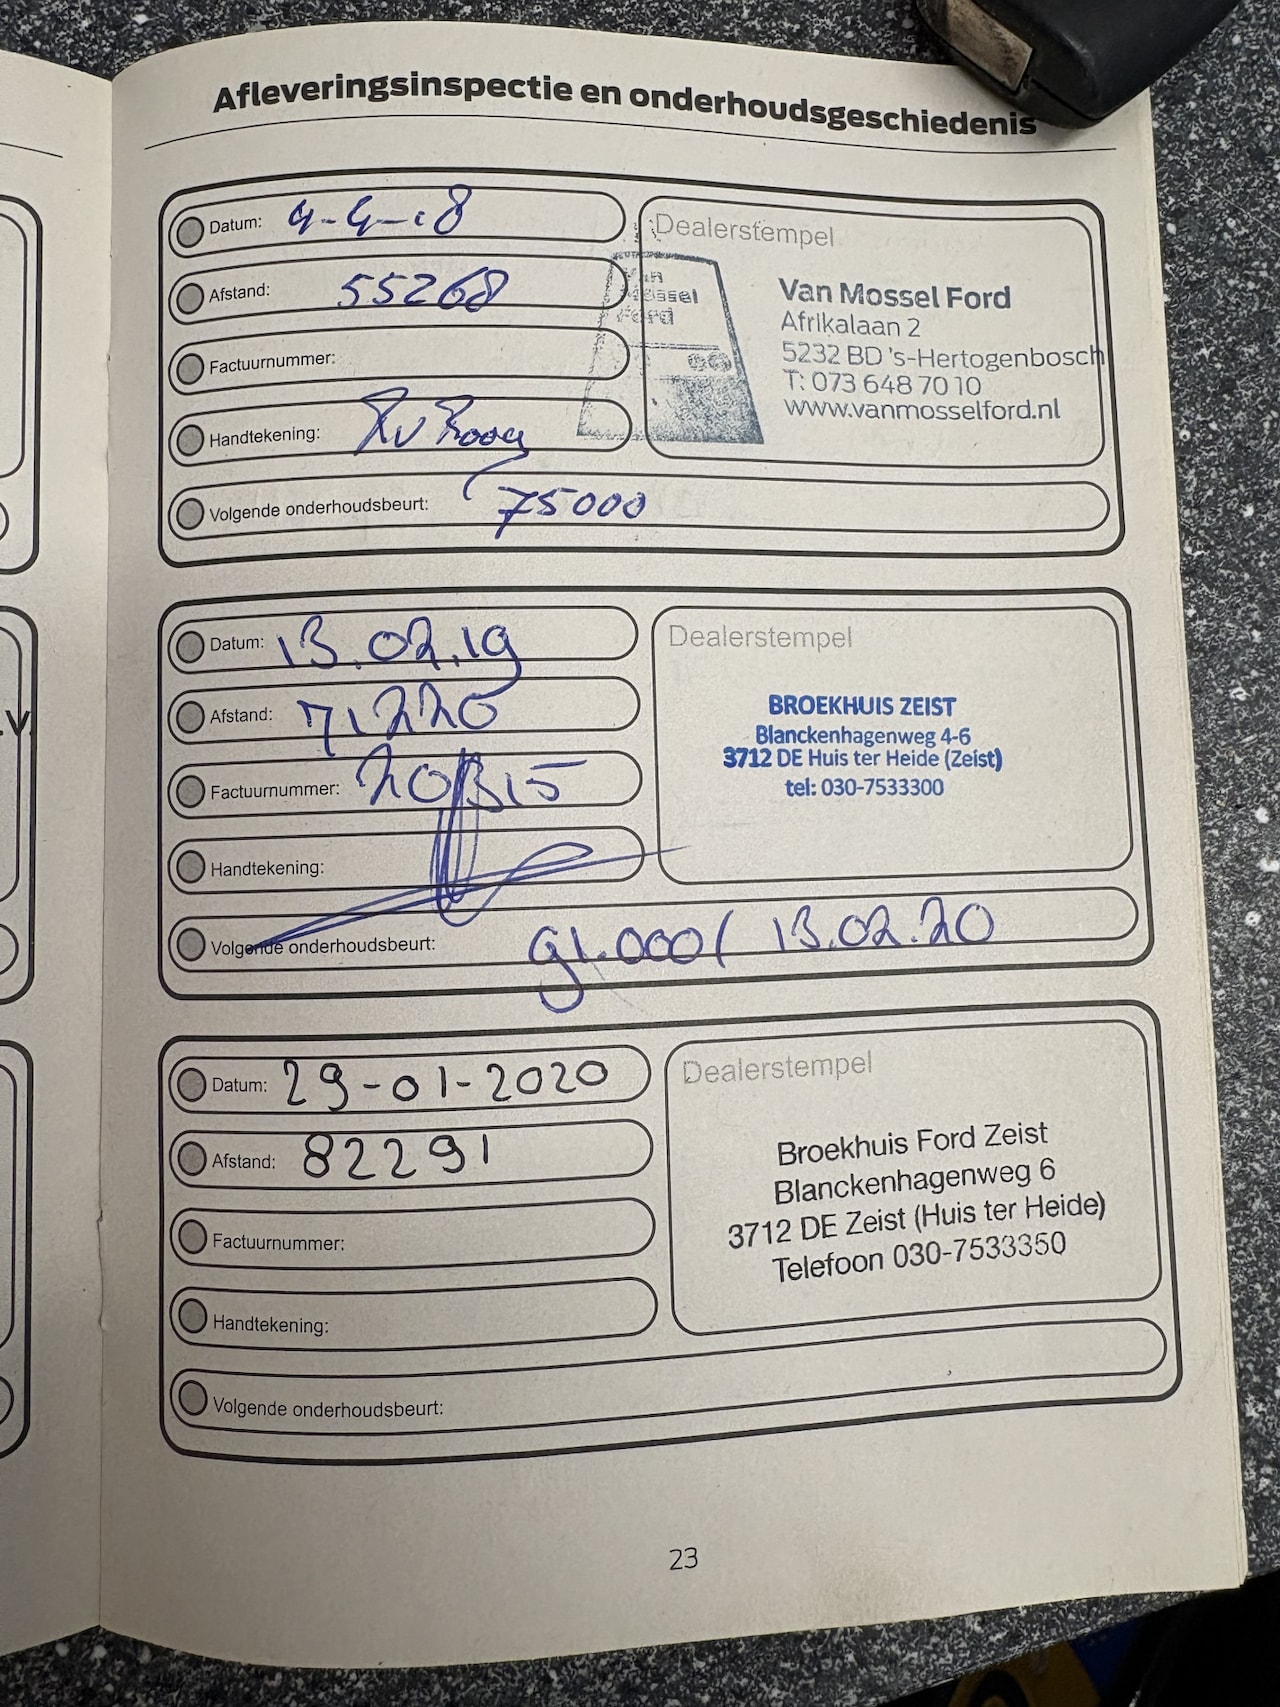 Afleveringsinspectie en onderhoudsgeschiedenis
Datum: 4-4-18
Afstand: 55268
Factuurnummer:
Handtekening:
Volgende onderhoudsbeurt: 75000
Dealerstempel
Van
Mossel
Ford
Van Mossel Ford
Afrikalaan 2
5232 BD 's-Hertogenbosch
T: 073 648 70 10
www.vanmosselford.nl
Datum: 13.02.19
Afstand: 71220
Factuurnummer:
Handtekening:
Volgende onderhoudsbeurt: 91.000/ 13.02.20
Dealerstempel
BROEKHUIS ZEIST
Blanckenhagenweg 4-6
3712 DE Huis ter Heide (Zeist)
tel: 030-7533300
Datum: 29-01-2020
Afstand: 82291
Factuurnummer:
Handtekening:
Volgende onderhoudsbeurt:
Dealerstempel
Broekhuis Ford Zeist
Blanckenhagenweg 6
3712 DE Zeist (Huis ter Heide)
Telefoon 030-7533350
23